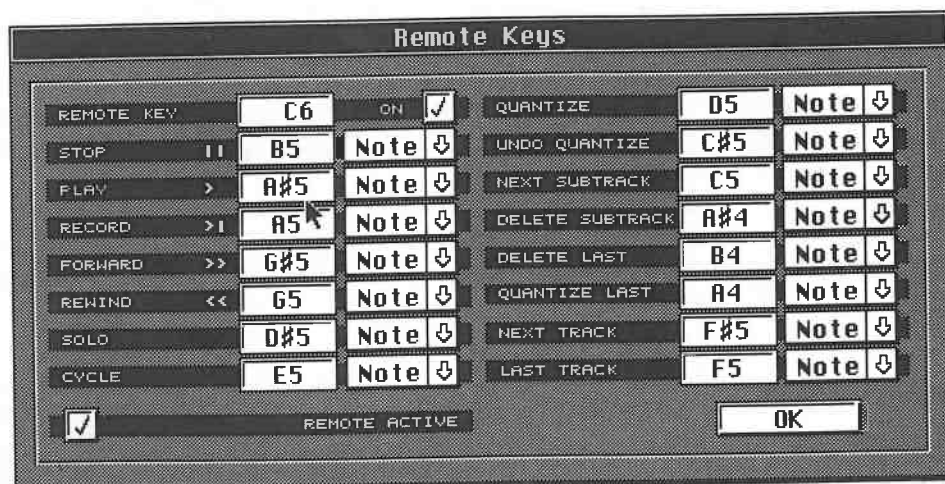 Remote Keys
REMOTE KEY C6 ON
STOP II B5 Note
PLAY > A#5 Note
RECORD >I A5 Note
FORWARD >> G#5 Note
REWIND << G5 Note
SOLO D#5 Note
CYCLE E5 Note
REMOTE ACTIVE
QUANTIZE D5 Note
UNDO QUANTIZE C#5 Note
NEXT SUBTRACK C5 Note
DELETE SUBTRACK A#4 Note
DELETE LAST B4 Note
QUANTIZE LAST A4 Note
NEXT TRACK F#5 Note
LAST TRACK F5 Note
OK